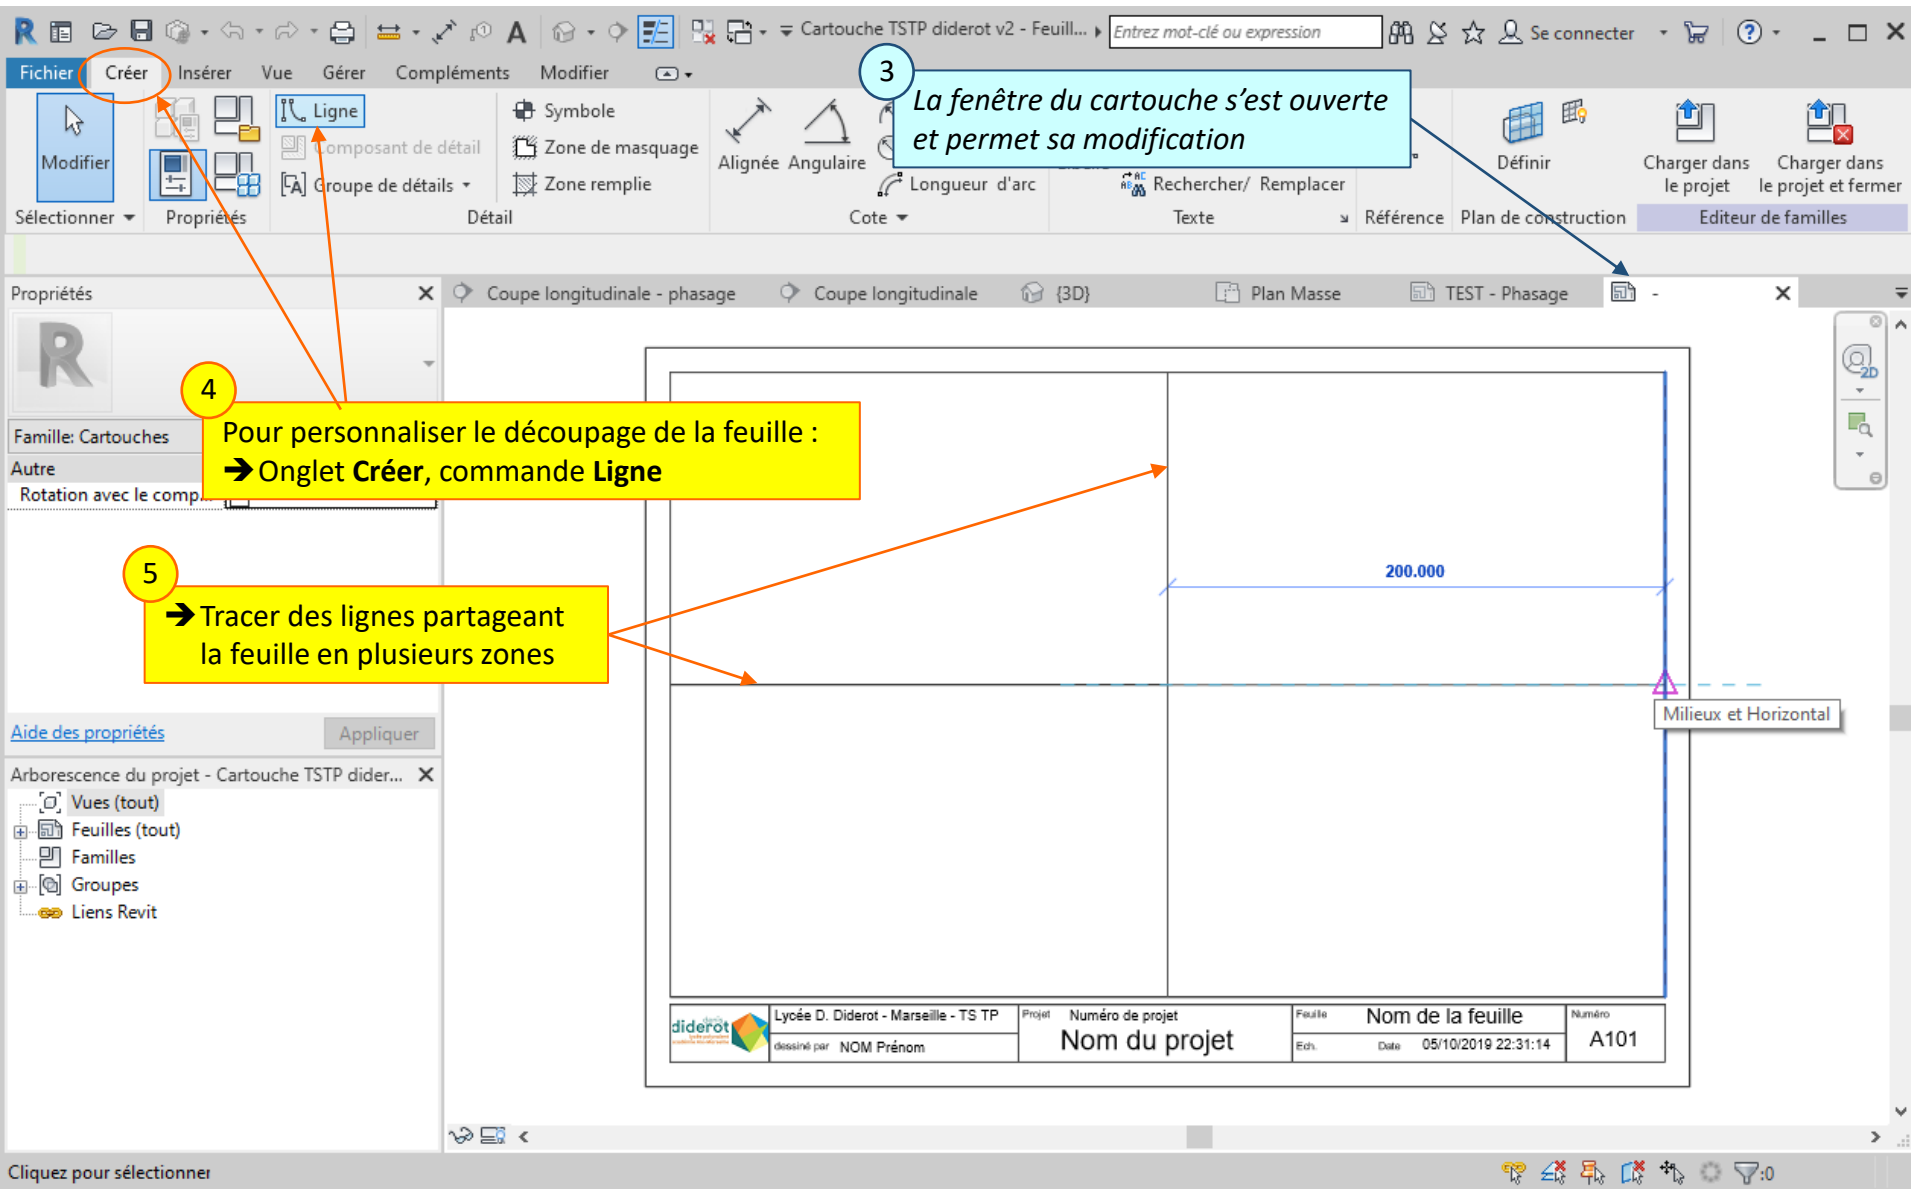 Cartouche TSTP diderot v2 - Feuill...
Entrez mot-clé ou expression
Se connecter
Fichier Créer Insérer Vue Gérer Compléments Modifier
3
La fenêtre du cartouche s’est ouverte
et permet sa modification
Modifier
Ligne
Composant de détail
Groupe de détails
Symbole
Zone de masquage
Zone remplie
Alignée Angulaire
Longueur d'arc
Rechercher/ Remplacer
Définir
Charger dans
le projet
Charger dans
le projet et fermer
Sélectionner Propriétés Détail Cote Texte Référence Plan de construction Editeur de familles
Propriétés
Coupe longitudinale - phasage Coupe longitudinale {3D} Plan Masse TEST - Phasage -
2D
R
4
Pour personnaliser le découpage de la feuille :
➔ Onglet Créer, commande Ligne
Famille: Cartouches
Autre
Rotation avec le comp...
5
➔ Tracer des lignes partageant
la feuille en plusieurs zones
200.000
Milieux et Horizontal
Aide des propriétés Appliquer
Arborescence du projet - Cartouche TSTP dider...
Vues (tout)
Feuilles (tout)
Familles
Groupes
Liens Revit
denis
diderot
Lycée D. Diderot - Marseille - TS TP
dessiné par NOM Prénom
Projet Numéro de projet
Nom du projet
Feuille Nom de la feuille
Ech. Date 05/10/2019 22:31:14
Numéro
A101
Cliquez pour sélectionner
:0